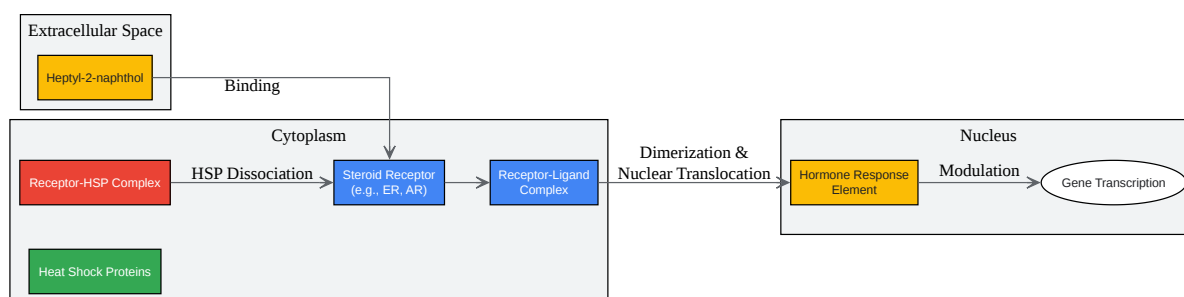 Extracellular Space
Heptyl-2-naphthol
Binding
Cytoplasm
Receptor-HSP Complex
HSP Dissociation
Steroid Receptor
(e.g., ER, AR)
Receptor-Ligand
Complex
Heat Shock Proteins
Dimerization &
Nuclear Translocation
Nucleus
Hormone Response
Element
Modulation
Gene Transcription